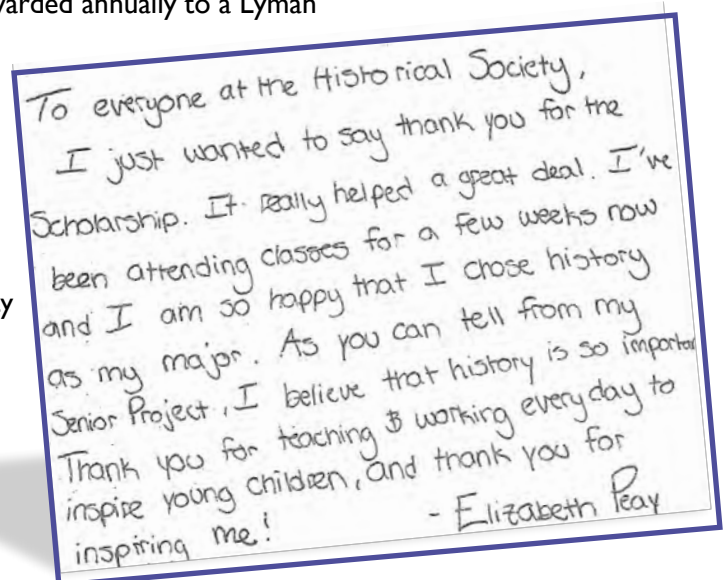 warded annually to a Lyman
To everyone at the Historical Society,
I just wanted to say thank you for the
Scholarship. It really helped a great deal. I've
been attending classes for a few weeks now
and I am so happy that I chose history
as my major. As you can tell from my
Senior Project, I believe that history is so importan
Thank you for teaching & working everyday to
inspire young children, and thank you for
inspiring me!
- Elizabeth Peay
y